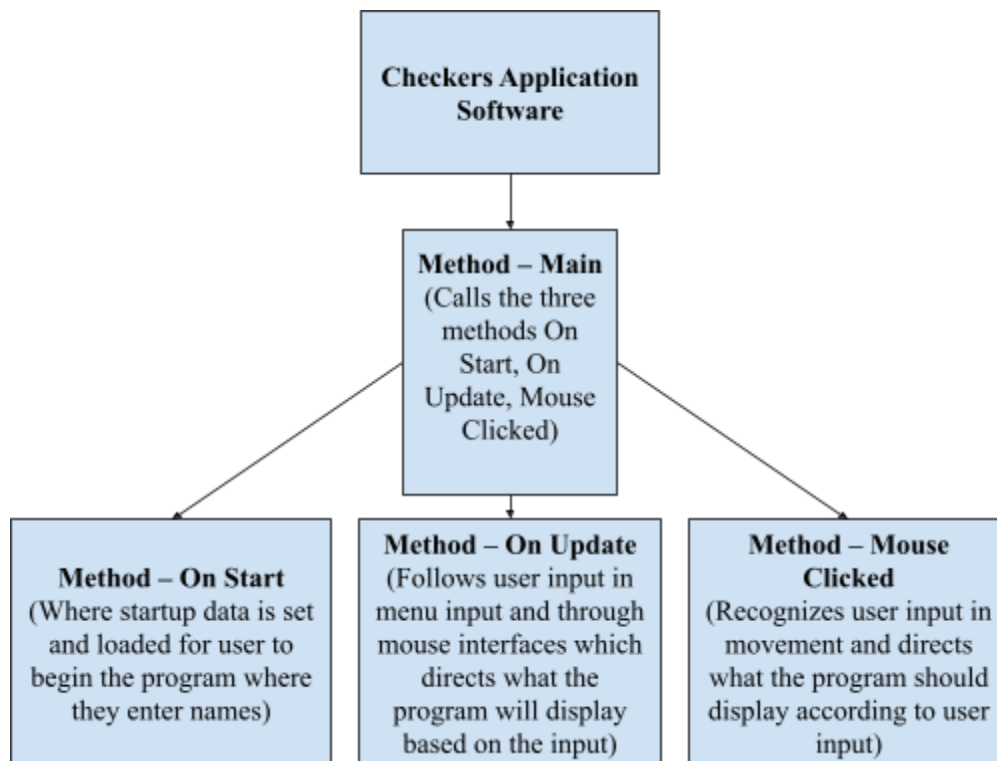 Checkers Application
Software
Method – Main
(Calls the three
methods On
Start, On
Update, Mouse
Clicked)
Method – On Start
(Where startup data is set
and loaded for user to
begin the program where
they enter names)
Method – On Update
(Follows user input in
menu input and through
mouse interfaces which
directs what the
program will display
based on the input)
Method – Mouse
Clicked
(Recognizes user input in
movement and directs
what the program should
display according to user
input)